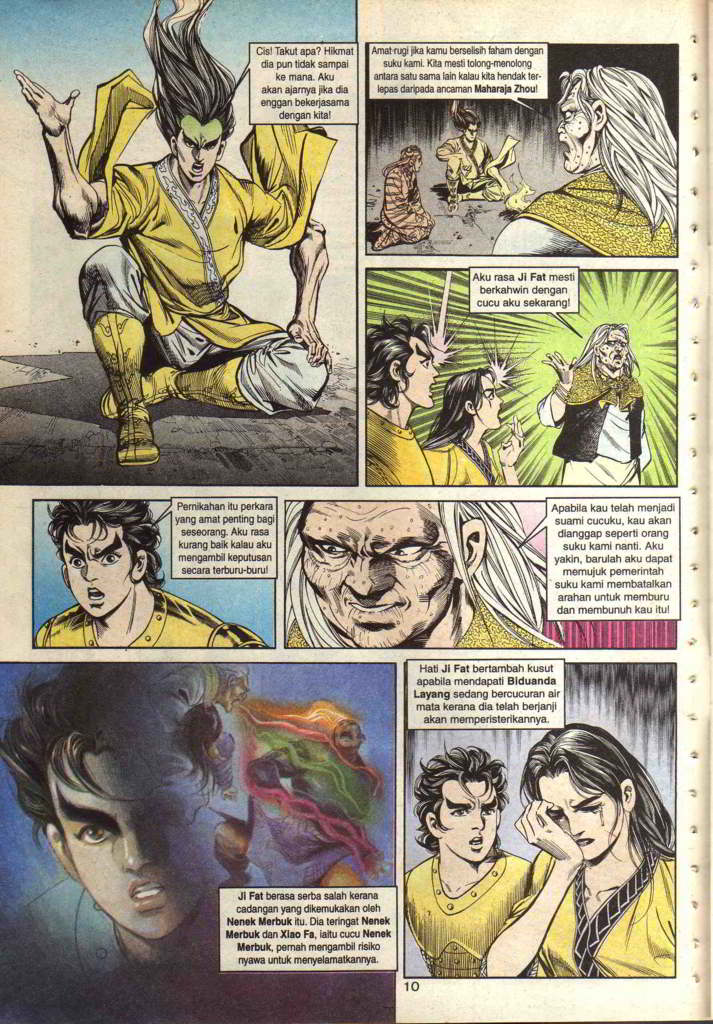 Cis! Takut apa? Hikmat
dia pun tidak sampai
ke mana. Aku
akan ajarnya jika dia
enggan bekerjasama
dengan kita!
Amat rugi jika kamu berselisih faham dengan
suku kami. Kita mesti tolong-menolong
antara satu sama lain kalau kita hendak ter-
lepas daripada ancaman Maharaja Zhou!
Aku rasa Ji Fat mesti
berkahwin dengan
cucu aku sekarang!
Pernikahan itu perkara
yang amat penting bagi
seseorang. Aku rasa
kurang baik kalau aku
mengambil keputusan
secara terburu-buru!
Apabila kau telah menjadi
suami cucuku, kau akan
dianggap seperti orang
suku kami nanti. Aku
yakin, barulah aku dapat
memujuk pemerintah
suku kami membatalkan
arahan untuk memburu
dan membunuh kau itu!
Ji Fat berasa serba salah kerana
cadangan yang dikemukakan oleh
Nenek Merbuk itu. Dia teringat Nenek
Merbuk dan Xiao Fa, iaitu cucu Nenek
Merbuk, pernah mengambil risiko
nyawa untuk menyelamatkannya.
Hati Ji Fat bertambah kusut
apabila mendapati Biduanda
Layang sedang bercucuran air
mata kerana dia telah berjanji
akan memperisterikannya.
10